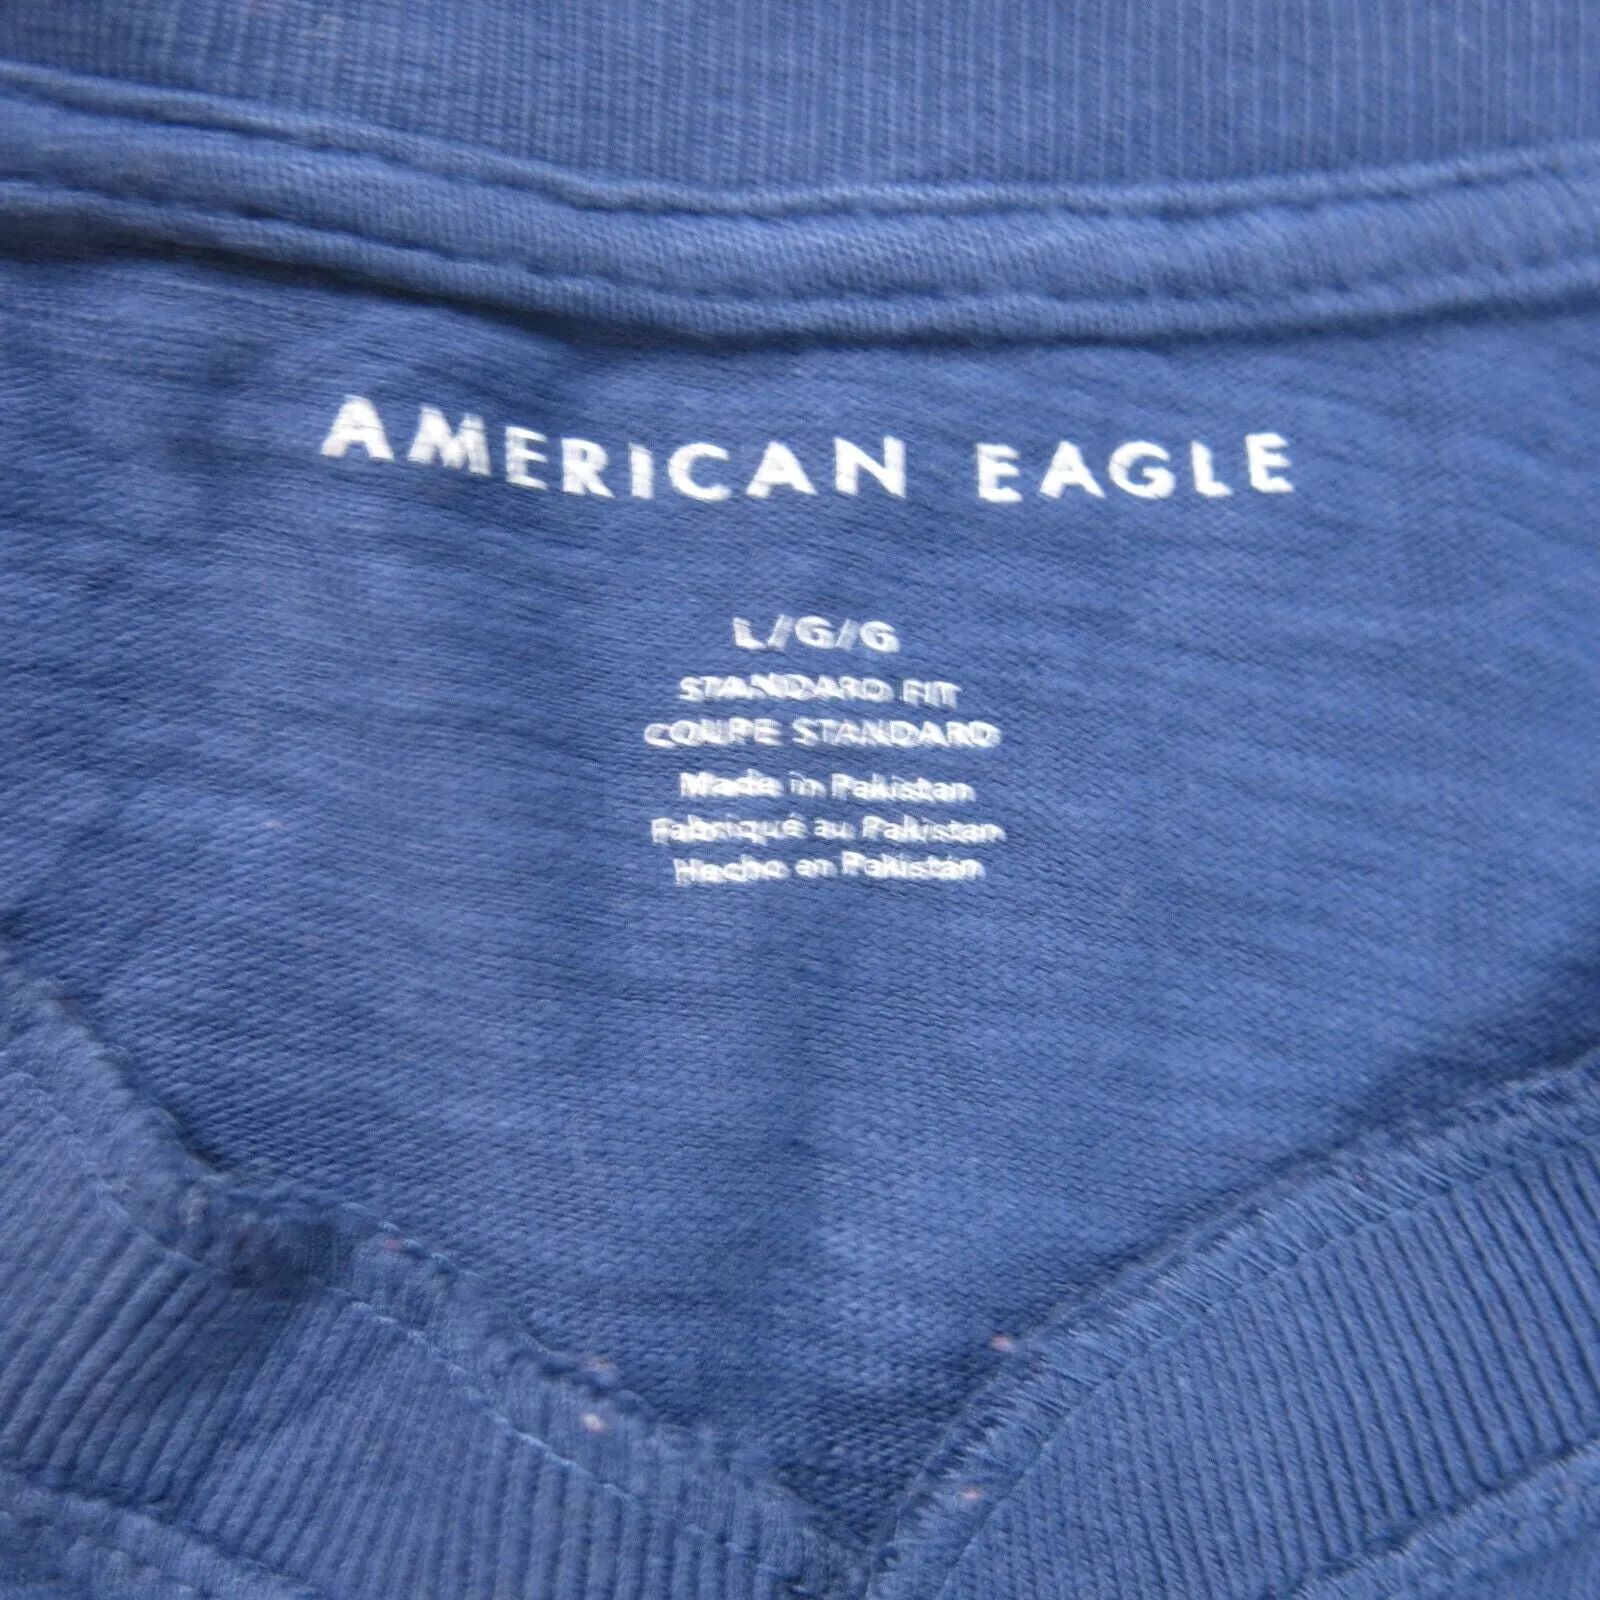 AMERICAN EAGLE
L/G/G
STANDARD FIT
COUPE STANDARD
Made in Pakistan
Fabriqué au Pakistan
Hecho en Pakistán